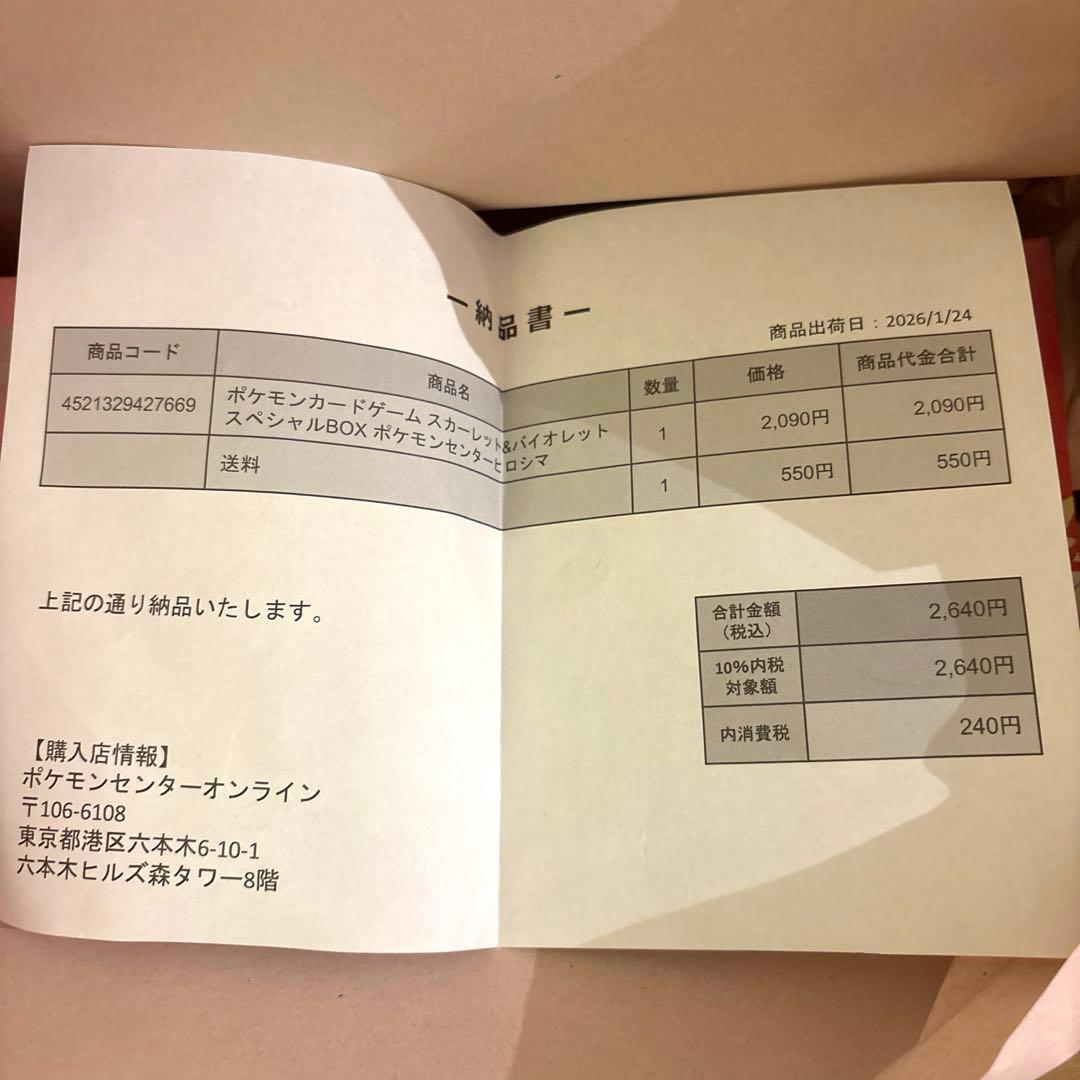 ー納品書ー
商品出荷日：2026/1/24
商品コード 商品名 数量 価格 商品代金合計
4521329427669 ポケモンカードゲーム スカーレット&バイオレット
スペシャルBOX ポケモンセンターヒロシマ 1 2,090円 2,090円
送料 1 550円 550円
上記の通り納品いたします。
合計金額
（税込） 2,640円
10%内税
対象額 2,640円
内消費税 240円
【購入店情報】
ポケモンセンターオンライン
〒106-6108
東京都港区六本木6-10-1
六本木ヒルズ森タワー8階